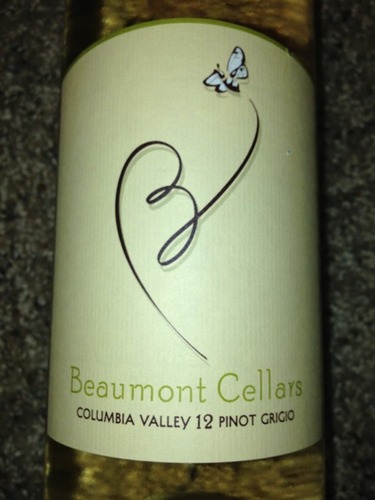 Beaumont Cellars
COLUMBIA VALLEY 12 PINOT GRIGIO